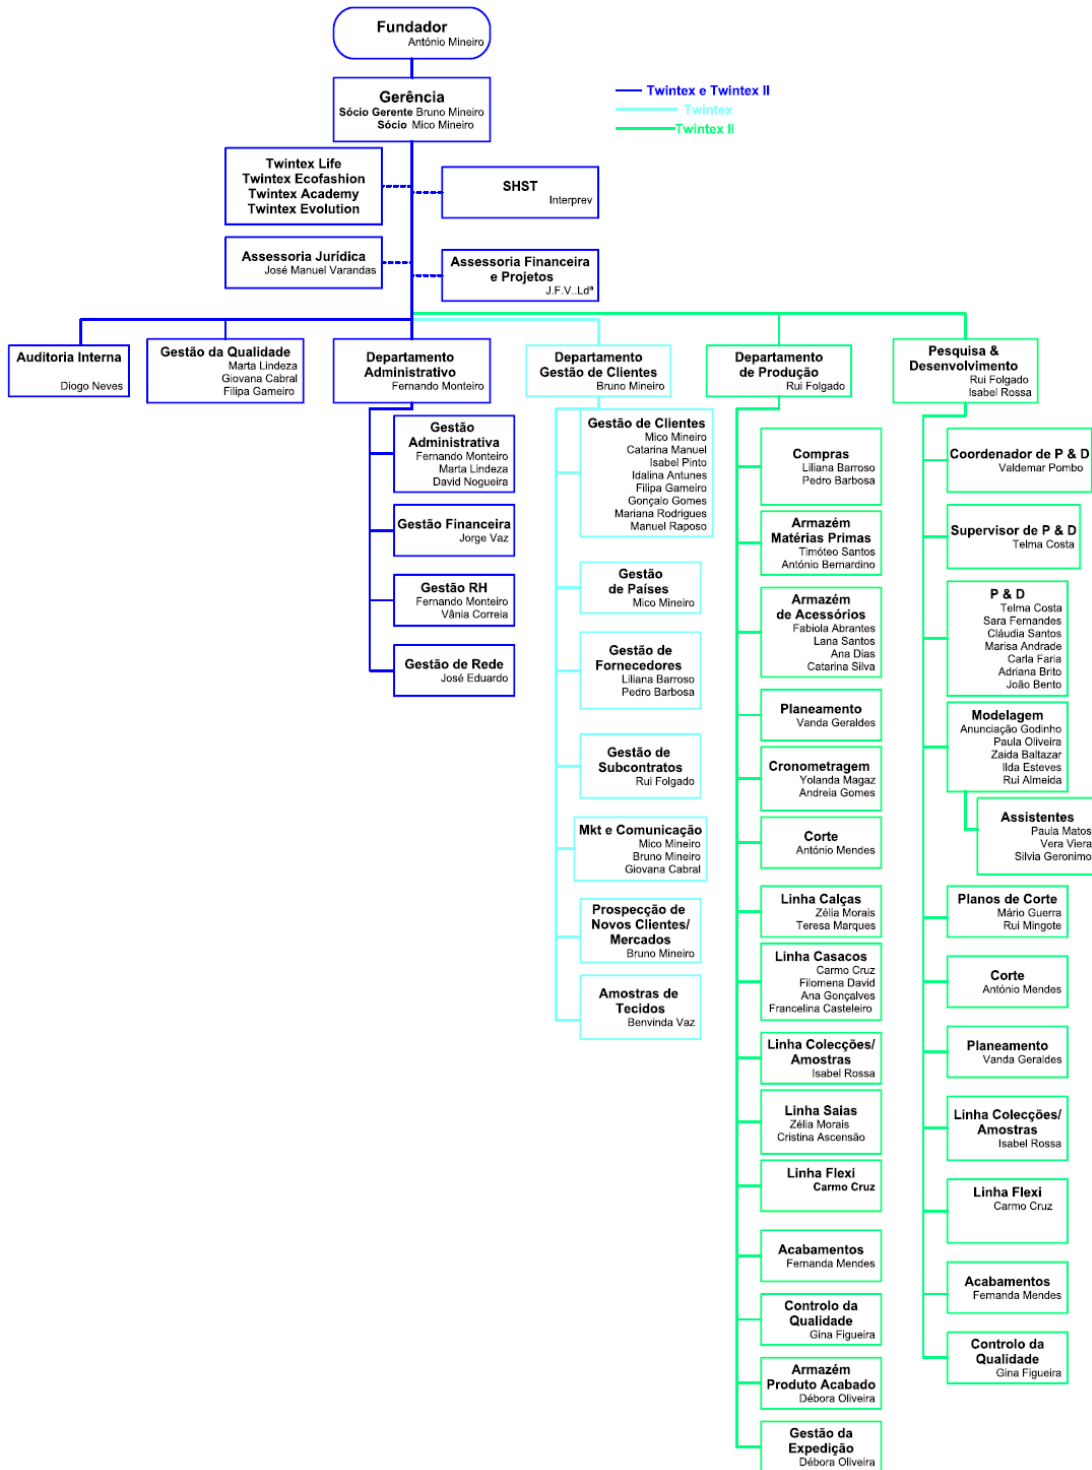 Fundador
António Mineiro
Gerência
Sócio Gerente Bruno Mineiro
Sócio Mico Mineiro
Twintex e Twintex II
Twintex
Twintex II
Twintex Life
Twintex Ecofashion
Twintex Academy
Twintex Evolution
SHST
Interprev
Assessoria Jurídica
José Manuel Varandas
Assessoria Financeira
e Projetos
J.F.V..Ldª
Auditoria Interna
Diogo Neves
Gestão da Qualidade
Marta Lindeza
Giovana Cabral
Filipa Gameiro
Departamento
Administrativo
Fernando Monteiro
Departamento
Gestão de Clientes
Bruno Mineiro
Departamento
de Produção
Rui Folgado
Pesquisa &
Desenvolvimento
Rui Folgado
Isabel Rossa
Gestão
Administrativa
Fernando Monteiro
Marta Lindeza
David Nogueira
Gestão Financeira
Jorge Vaz
Gestão RH
Fernando Monteiro
Vânia Correia
Gestão de Rede
José Eduardo
Gestão de Clientes
Mico Mineiro
Catarina Manuel
Isabel Pinto
Idalina Antunes
Filipa Gameiro
Gonçalo Gomes
Mariana Rodrigues
Manuel Raposo
Gestão
de Países
Mico Mineiro
Gestão de
Fornecedores
Liliana Barroso
Pedro Barbosa
Gestão de
Subcontratos
Rui Folgado
Mkt e Comunicação
Mico Mineiro
Bruno Mineiro
Giovana Cabral
Prospecção de
Novos Clientes/
Mercados
Bruno Mineiro
Amostras de
Tecidos
Benvinda Vaz
Compras
Liliana Barroso
Pedro Barbosa
Armazém
Matérias Primas
Timóteo Santos
António Bernardino
Armazém
de Acessórios
Fabiola Abrantes
Lana Santos
Ana Dias
Catarina Silva
Planeamento
Vanda Geraldes
Cronometragem
Yolanda Magaz
Andreia Gomes
Corte
António Mendes
Linha Calças
Zélia Morais
Teresa Marques
Linha Casacos
Carmo Cruz
Filomena David
Ana Gonçalves
Francelina Casteleiro
Linha Colecções/
Amostras
Isabel Rossa
Linha Saias
Zélia Morais
Cristina Ascensão
Linha Flexi
Carmo Cruz
Acabamentos
Fernanda Mendes
Controlo da
Qualidade
Gina Figueira
Armazém
Produto Acabado
Débora Oliveira
Gestão da
Expedição
Débora Oliveira
Coordenador de P & D
Valdemar Pombo
Supervisor de P & D
Telma Costa
P & D
Telma Costa
Sara Fernandes
Cláudia Santos
Marisa Andrade
Carla Faria
Adriana Brito
João Bento
Modelagem
Anunciação Godinho
Paula Oliveira
Zaida Baltazar
Ilda Esteves
Rui Almeida
Assistentes
Paula Matos
Vera Viera
Silvia Geronimo
Planos de Corte
Mário Guerra
Rui Mingote
Corte
António Mendes
Planeamento
Vanda Geraldes
Linha Colecções/
Amostras
Isabel Rossa
Linha Flexi
Carmo Cruz
Acabamentos
Fernanda Mendes
Controlo da
Qualidade
Gina Figueira